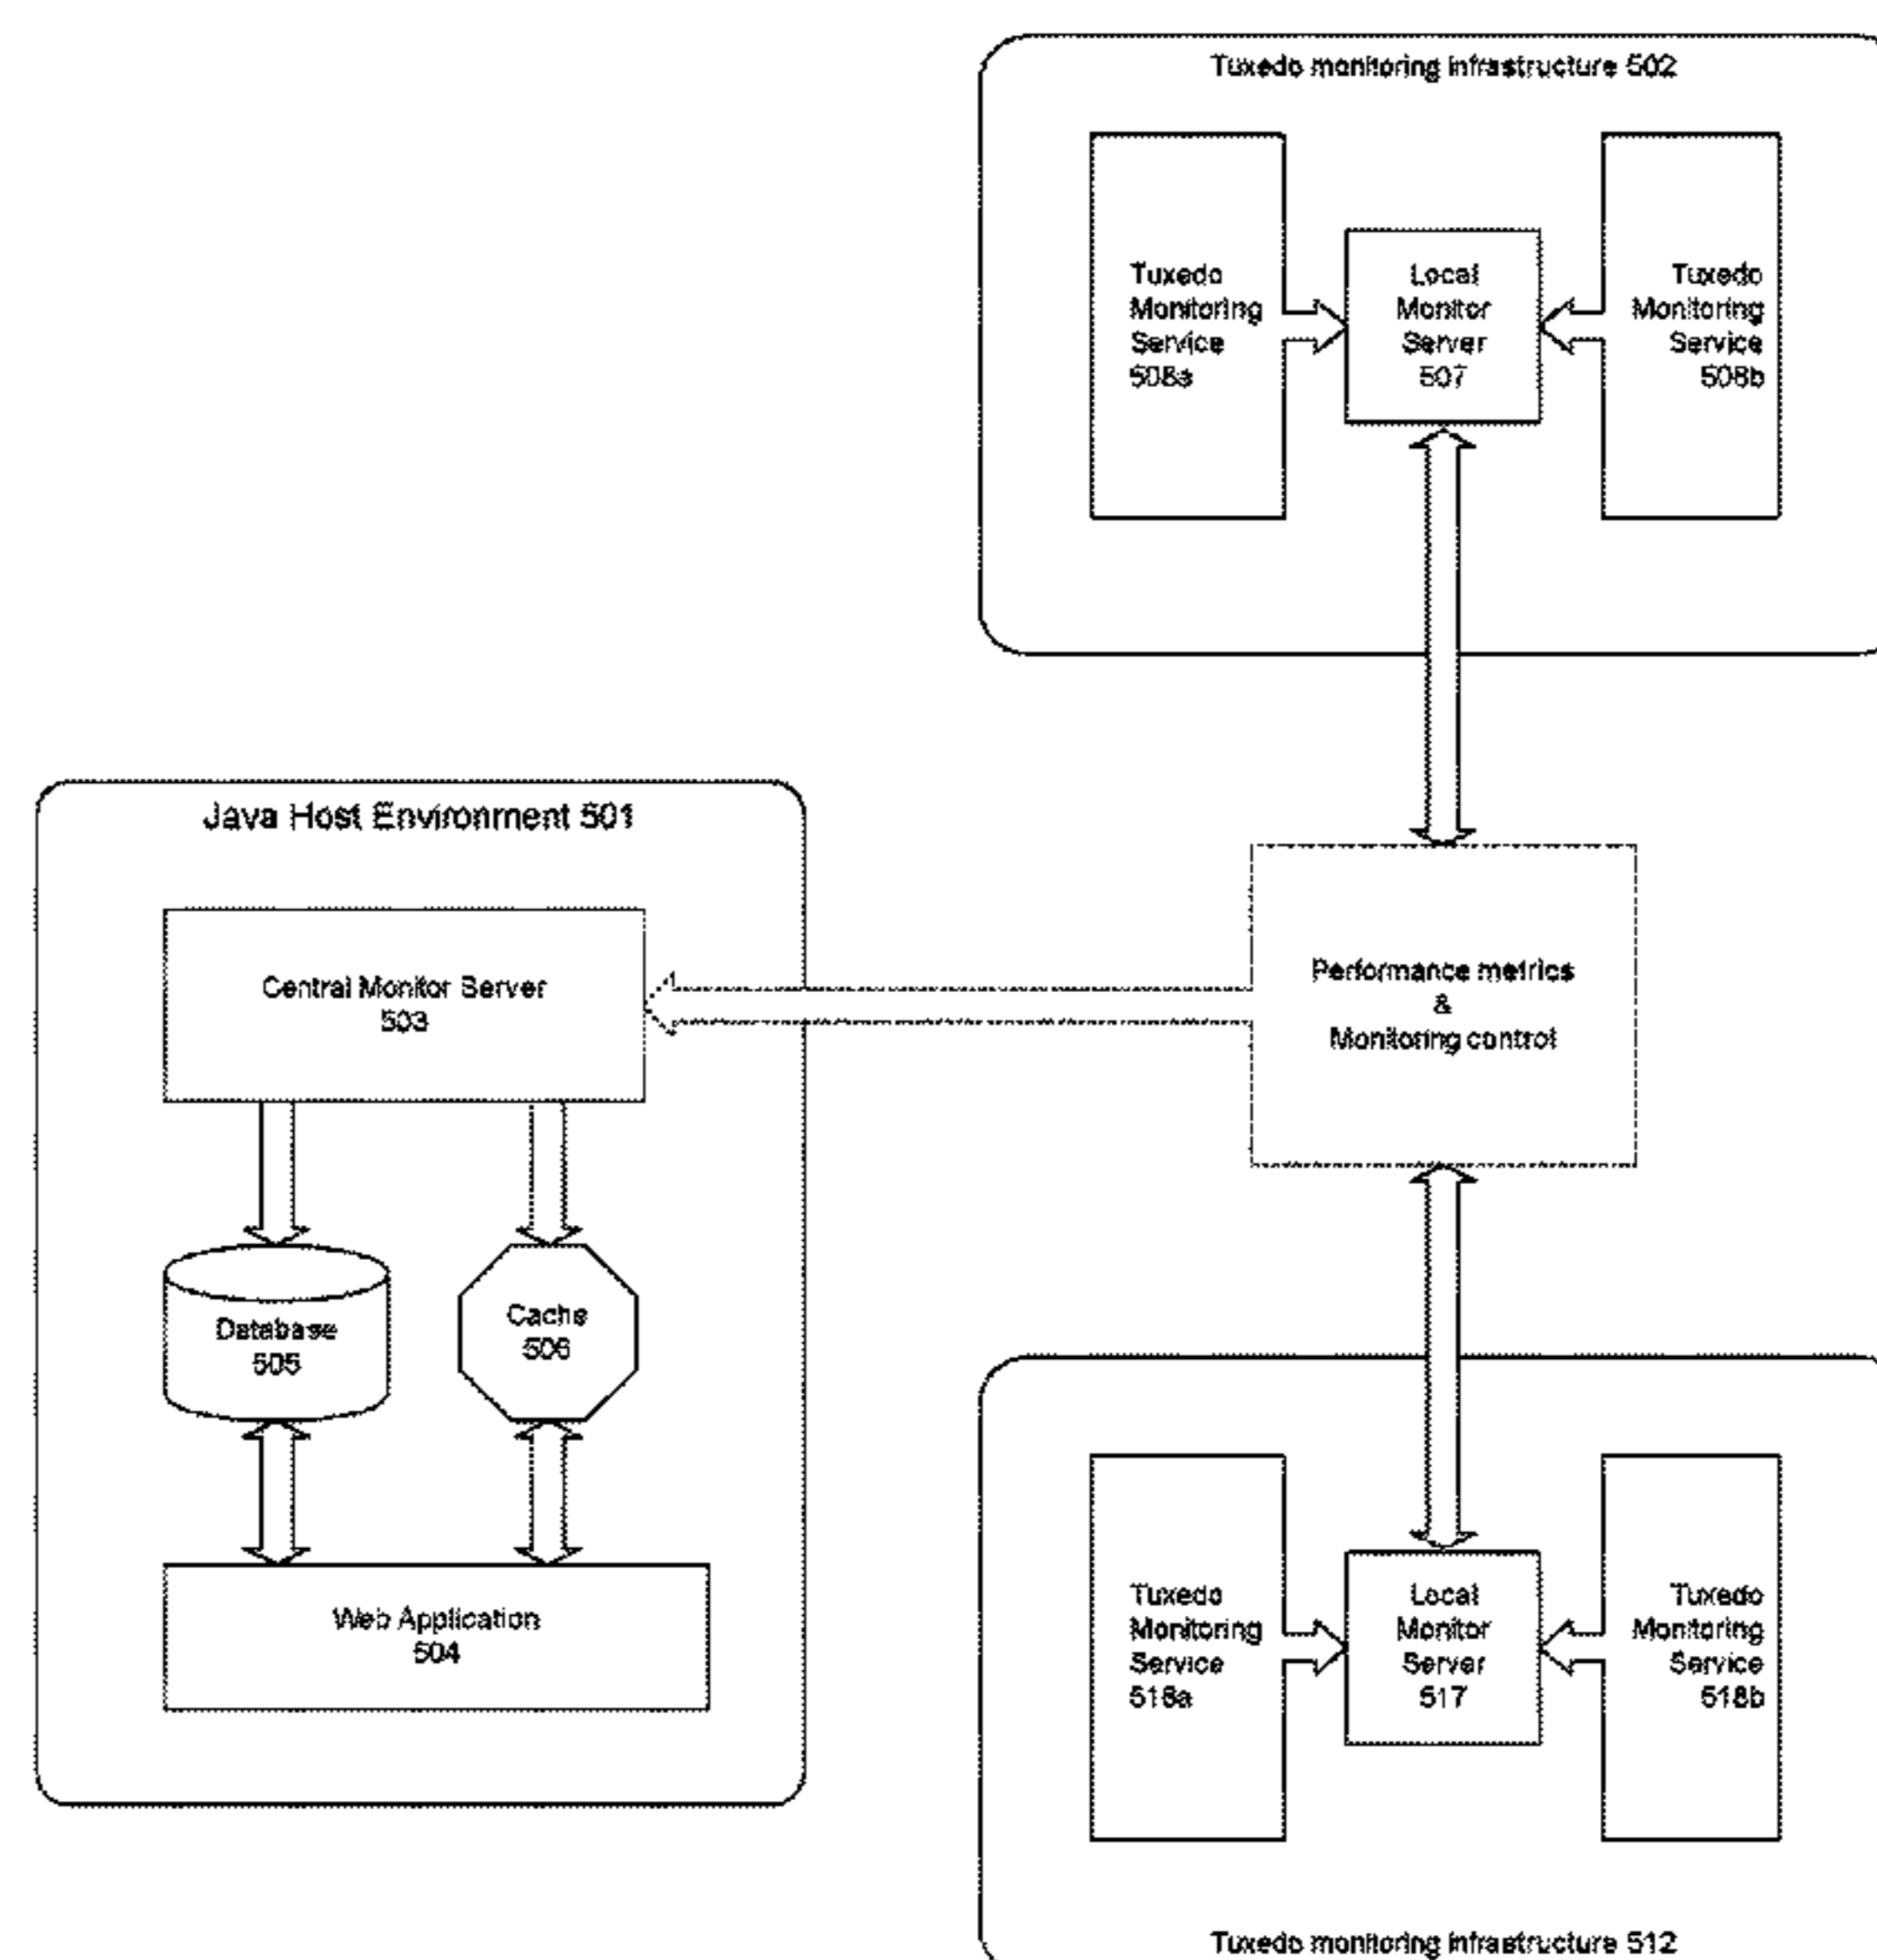 Tuxedo monitoring infrastructure 502
Tuxedo
Monitoring
Service
508a
Local
Monitor
Server
507
Tuxedo
Monitoring
Service
508b
Java Host Environment 501
Central Monitor Server
503
Performance metrics
&
Monitoring control
Database
505
Cache
506
Web Application
504
Tuxedo
Monitoring
Service
518a
Local
Monitor
Server
517
Tuxedo
Monitoring
Service
518b
Tuxedo monitoring infrastructure 512